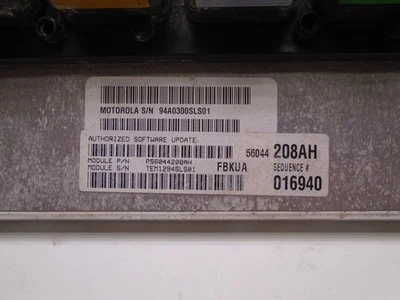 MOTOROLA S/N 94A0300SLS01
AUTHORIZED SOFTWARE UPDATE
56044 208AH
MODULE P/N P56044208AH
MODULE S/N TEM1294SLS01
FBKUA
SEQUENCE #
016940